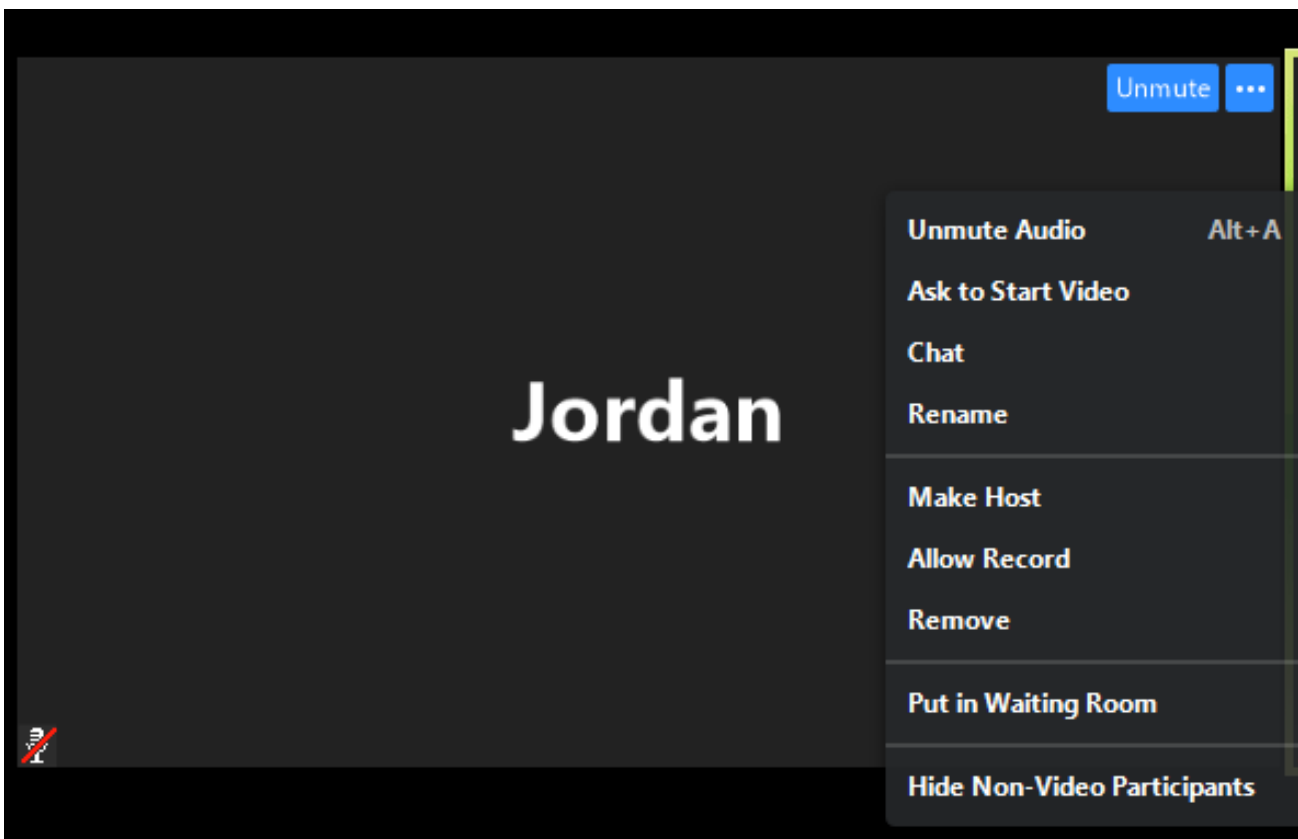 Unmute ...
Unmute Audio Alt+A
Ask to Start Video
Chat
Jordan
Rename
Make Host
Allow Record
Remove
Put in Waiting Room
Hide Non-Video Participants